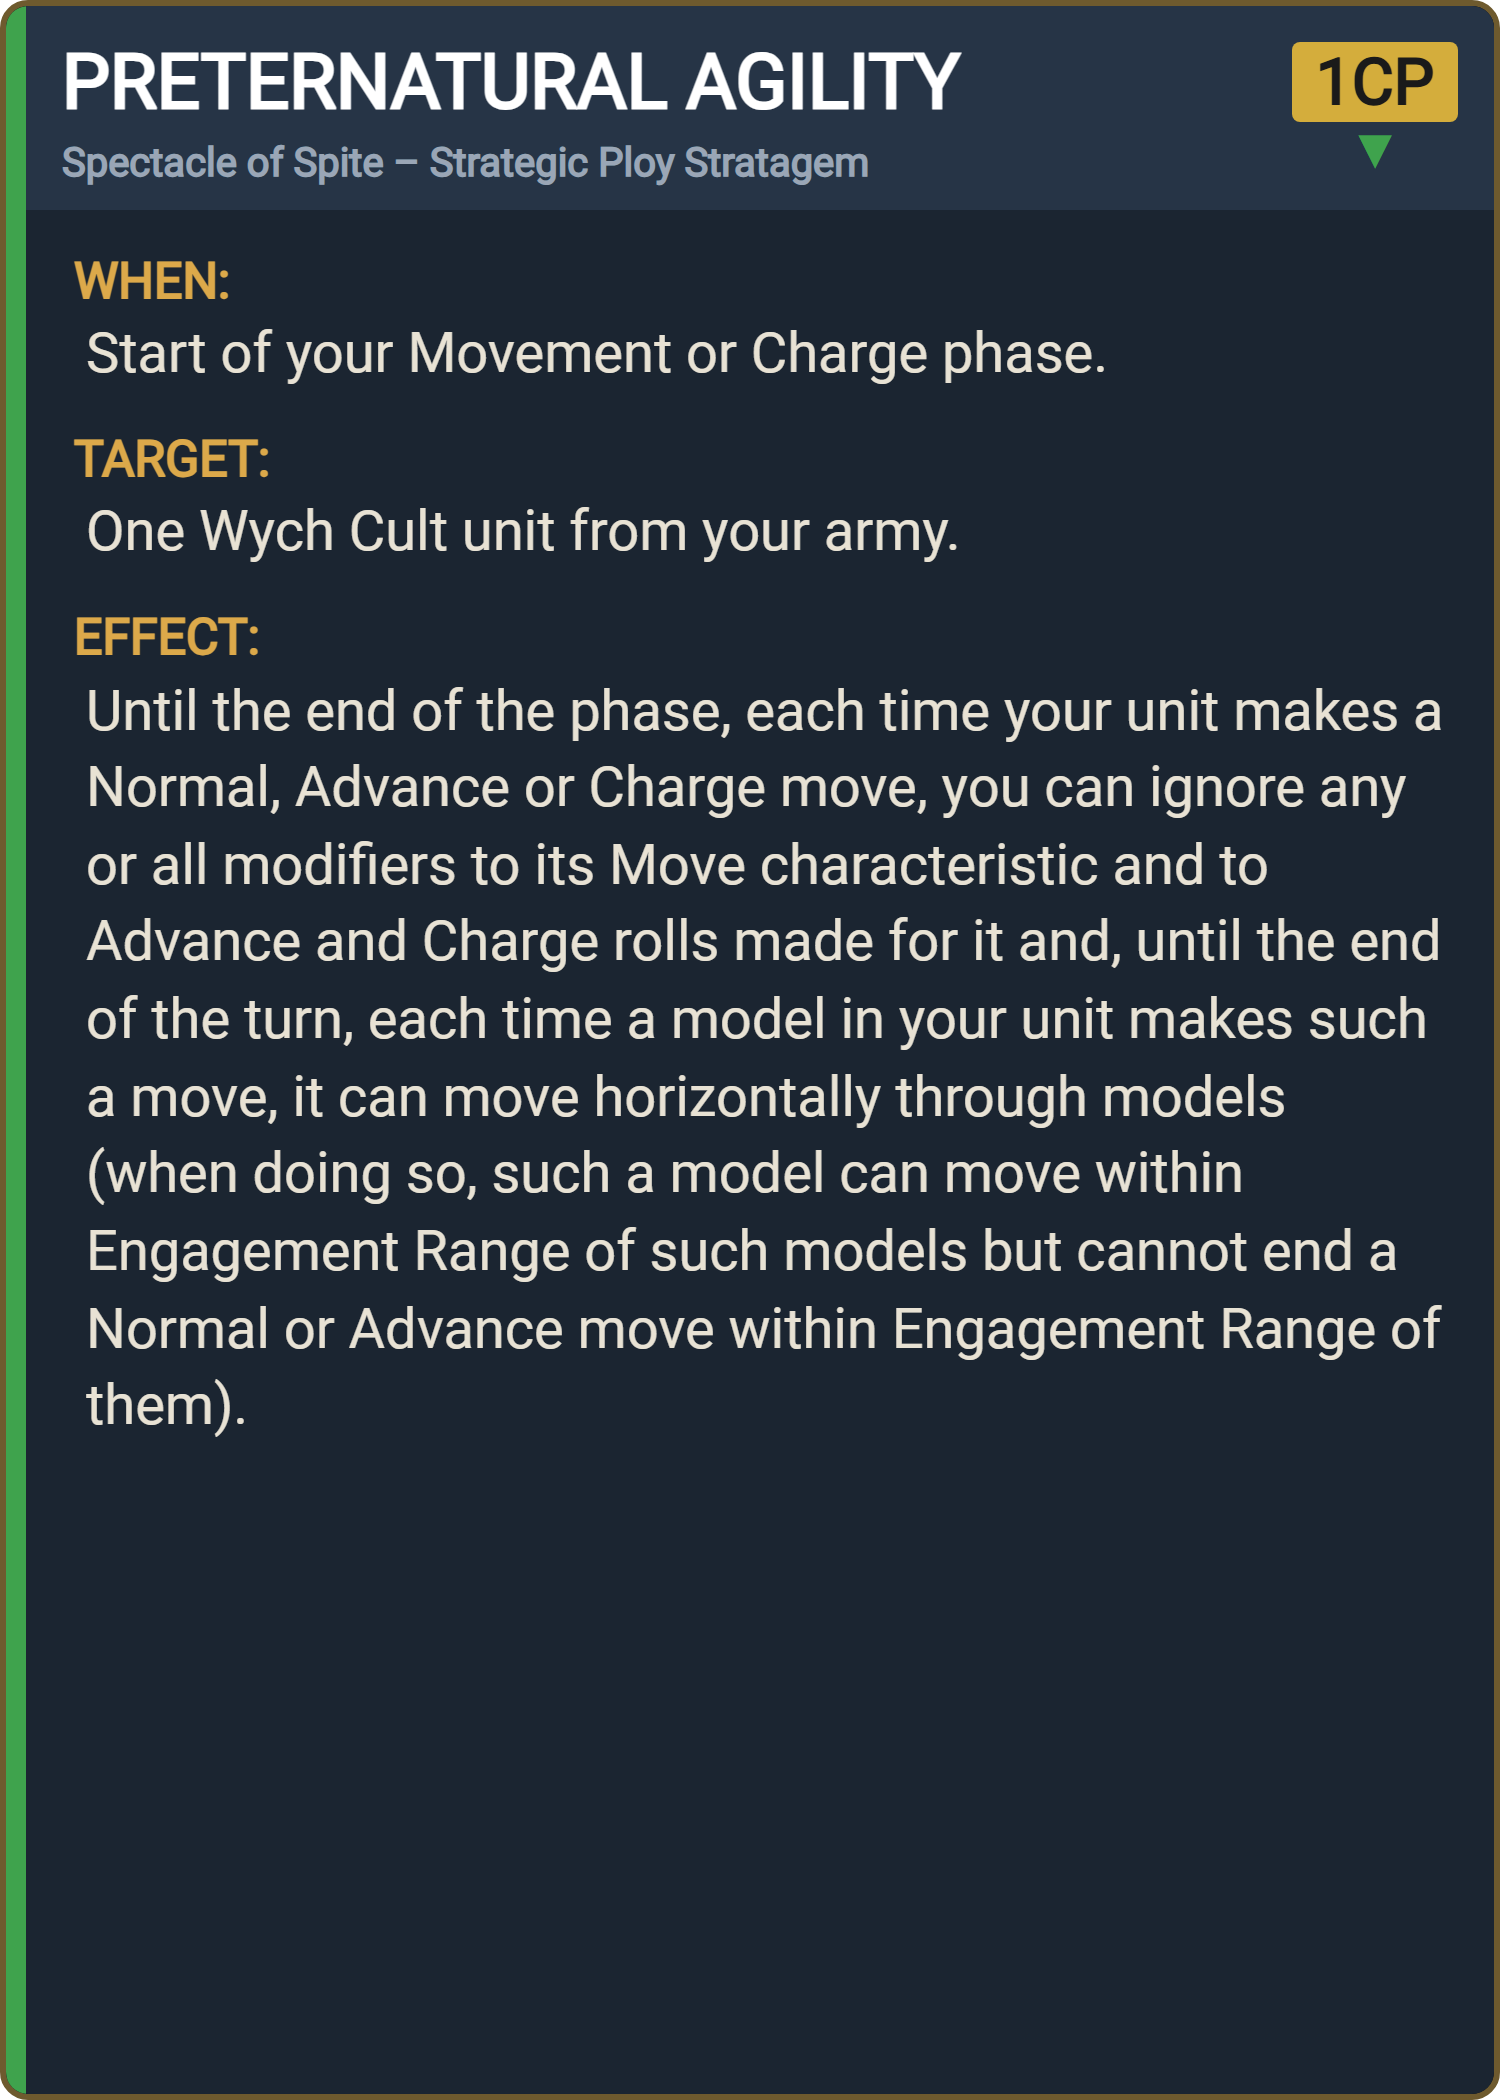 PRETERNATURAL AGILITY
1CP
Spectacle of Spite – Strategic Ploy Stratagem
WHEN:
Start of your Movement or Charge phase.
TARGET:
One Wych Cult unit from your army.
EFFECT:
Until the end of the phase, each time your unit makes a
Normal, Advance or Charge move, you can ignore any
or all modifiers to its Move characteristic and to
Advance and Charge rolls made for it and, until the end
of the turn, each time a model in your unit makes such
a move, it can move horizontally through models
(when doing so, such a model can move within
Engagement Range of such models but cannot end a
Normal or Advance move within Engagement Range of
them).